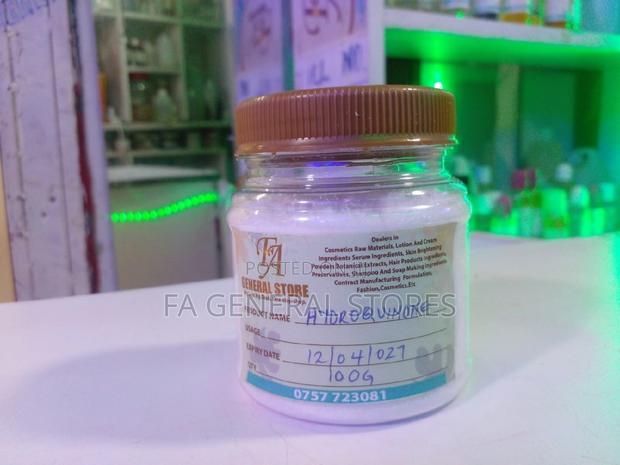 Dealers in
Cosmetics Raw Materials, Lotion And Cream
Ingredients Serum Ingredients, Skin Brightening
Powders Botanical Extracts, Hair Products Ingredients,
Preservatives, Shampoo And Soap Making Ingredients
Contract Manufacturing Formulation,
Fashion, Cosmetics, Etc
FA
GENERAL STORE
POSTED
FA GENERAL STORES
PRODUCT NAME HYDROQUINONE
USAGE
EXPIRY DATE 12/04/027
QTY 100G
0757 723081